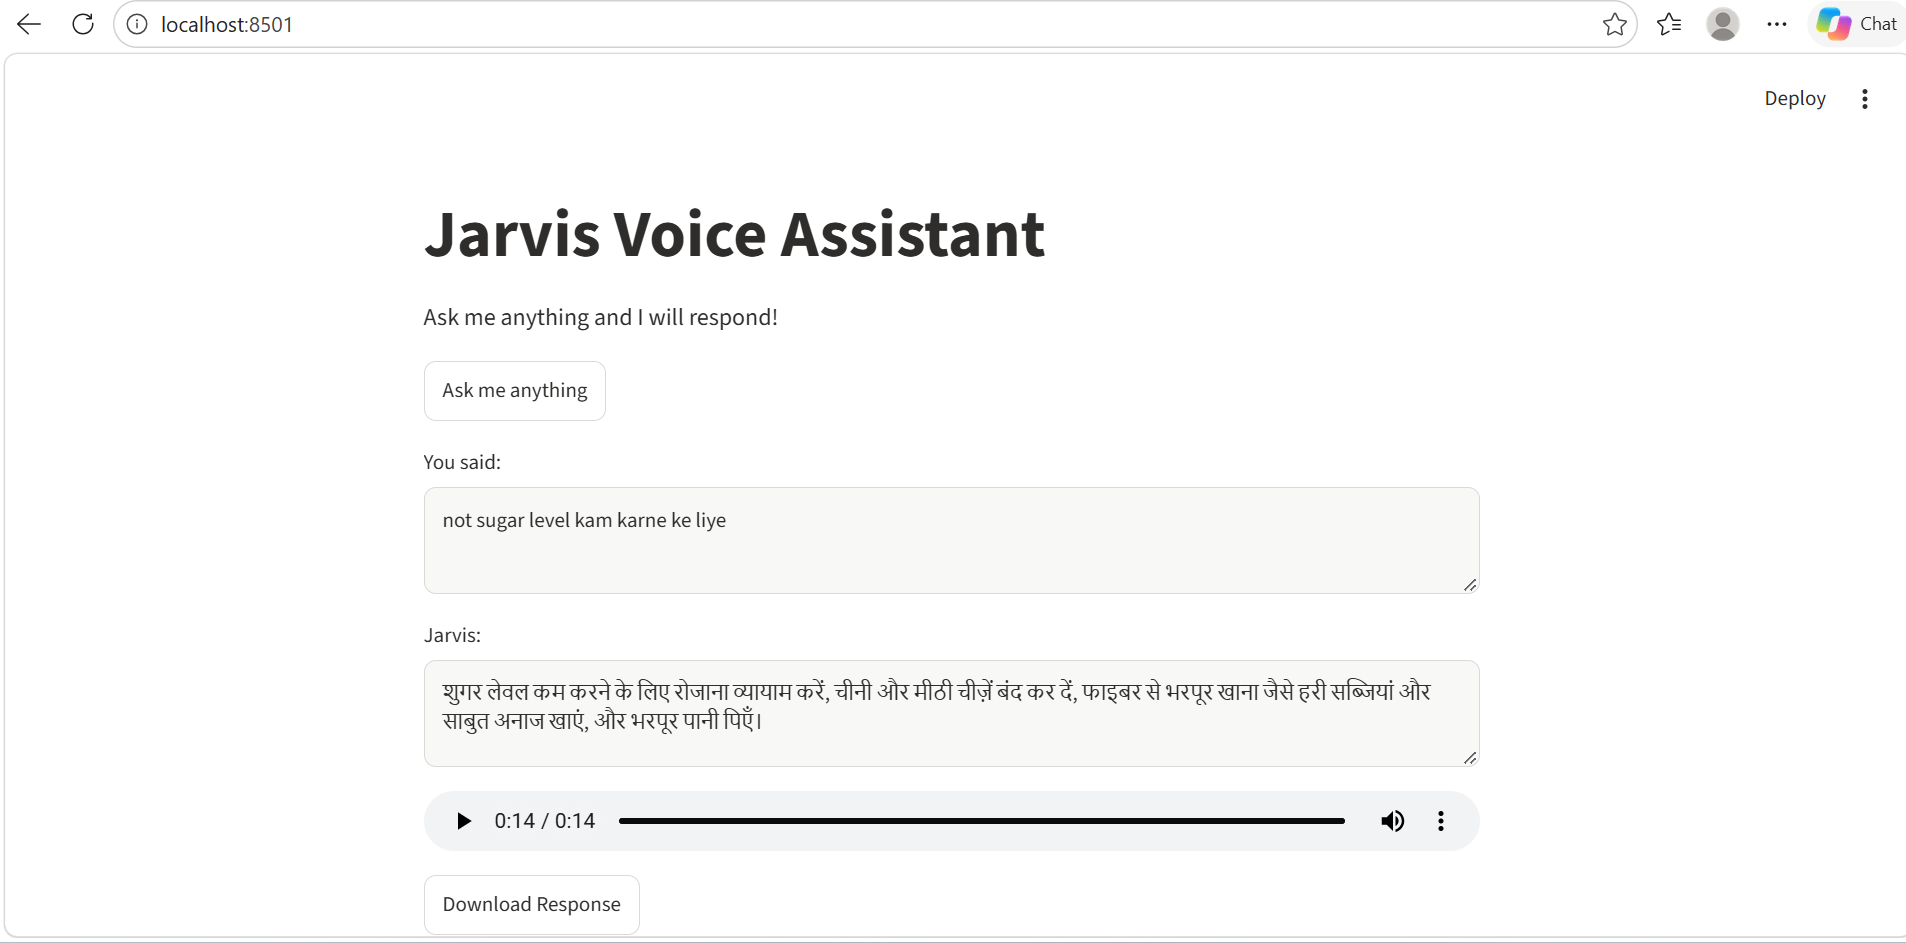 localhost:8501
Chat
Deploy
Jarvis Voice Assistant
Ask me anything and I will respond!
Ask me anything
You said:
not sugar level kam karne ke liye
Jarvis:
शुगर लेवल कम करने के लिए रोजाना व्यायाम करें, चीनी और मीठी चीज़ें बंद कर दें, फाइबर से भरपूर खाना जैसे हरी सब्जियां और
साबुत अनाज खाएं, और भरपूर पानी पिएँ।
0:14 / 0:14
Download Response